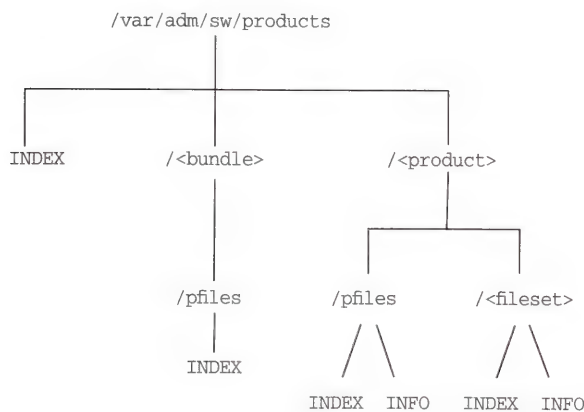 /var/adm/sw/products
INDEX /<bundle> /<product>
/pfiles /pfiles /<fileset>
INDEX
INDEX INFO INDEX INFO